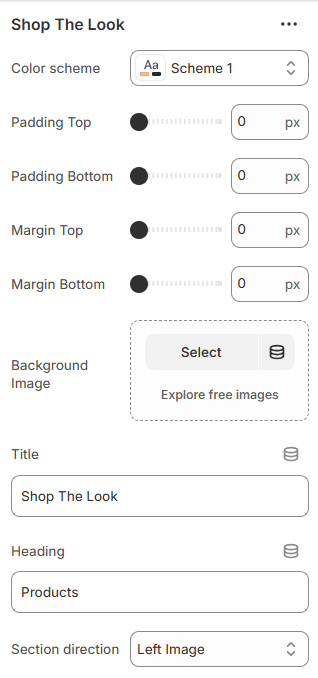 Shop The Look
Color scheme
Aa
Scheme 1
Padding Top
0 px
Padding Bottom
0 px
Margin Top
0 px
Margin Bottom
0 px
Background
Image
Select
Explore free images
Title
Shop The Look
Heading
Products
Section direction
Left Image